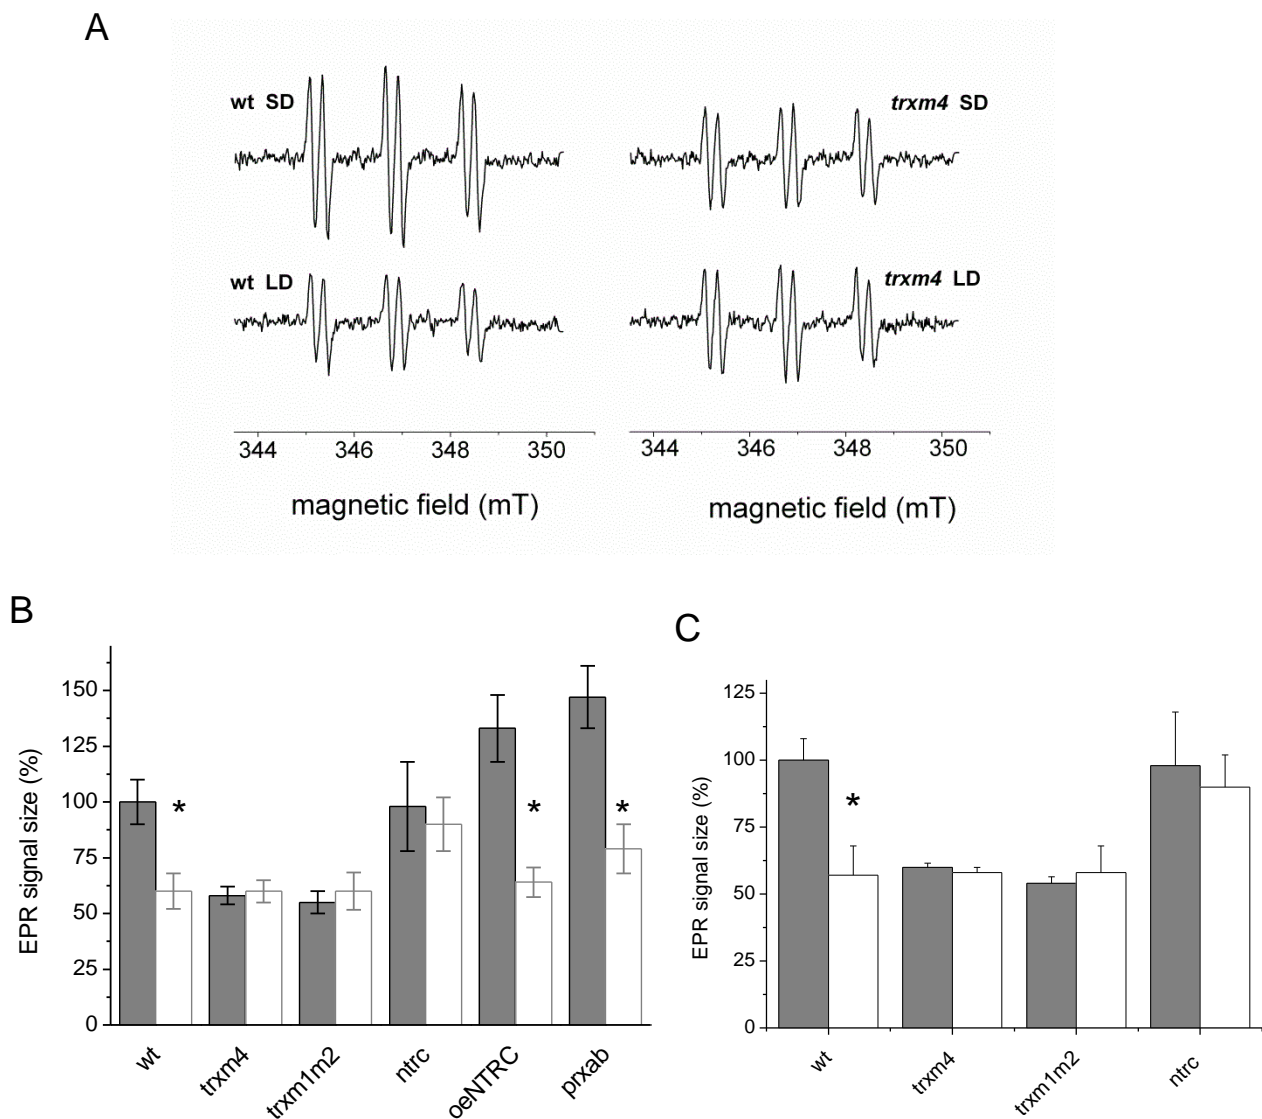 A
wt SD
trxm4 SD
wt LD
trxm4 LD
344 346 348 350
344 346 348 350
magnetic field (mT)
magnetic field (mT)
B
EPR signal size (%)
150
125
100
75
50
25
0
*
*
*
wt
trxm4
trxm1m2
ntrc
oeNTRC
prxab
C
EPR signal size (%)
125
100
75
50
25
0
*
wt
trxm4
trxm1m2
ntrc